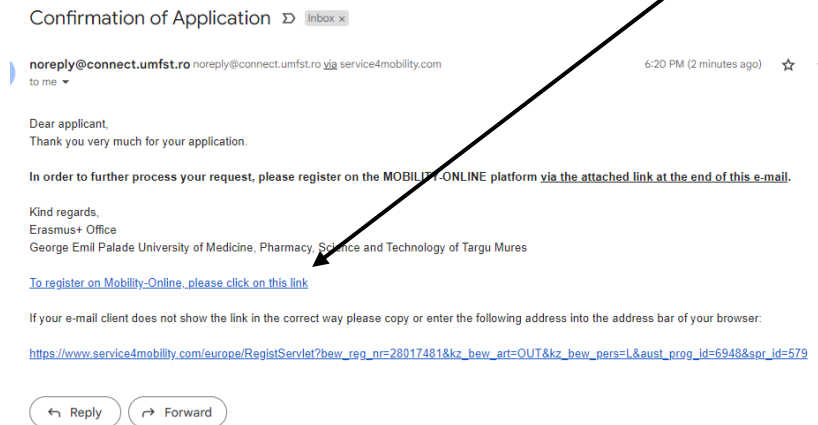 Confirmation of Application Inbox ×
noreply@connect.umfst.ro noreply@connect.umfst.ro via service4mobility.com 6:20 PM (2 minutes ago)
to me
Dear applicant,
Thank you very much for your application.
In order to further process your request, please register on the MOBILITY-ONLINE platform via the attached link at the end of this e-mail.
Kind regards,
Erasmus+ Office
George Emil Palade University of Medicine, Pharmacy, Science and Technology of Targu Mures
To register on Mobility-Online, please click on this link
If your e-mail client does not show the link in the correct way please copy or enter the following address into the address bar of your browser:
https://www.service4mobility.com/europe/RegistServlet?bew_reg_nr=28017481&kz_bew_art=OUT&kz_bew_pers=L&aust_prog_id=6948&spr_id=579
Reply Forward